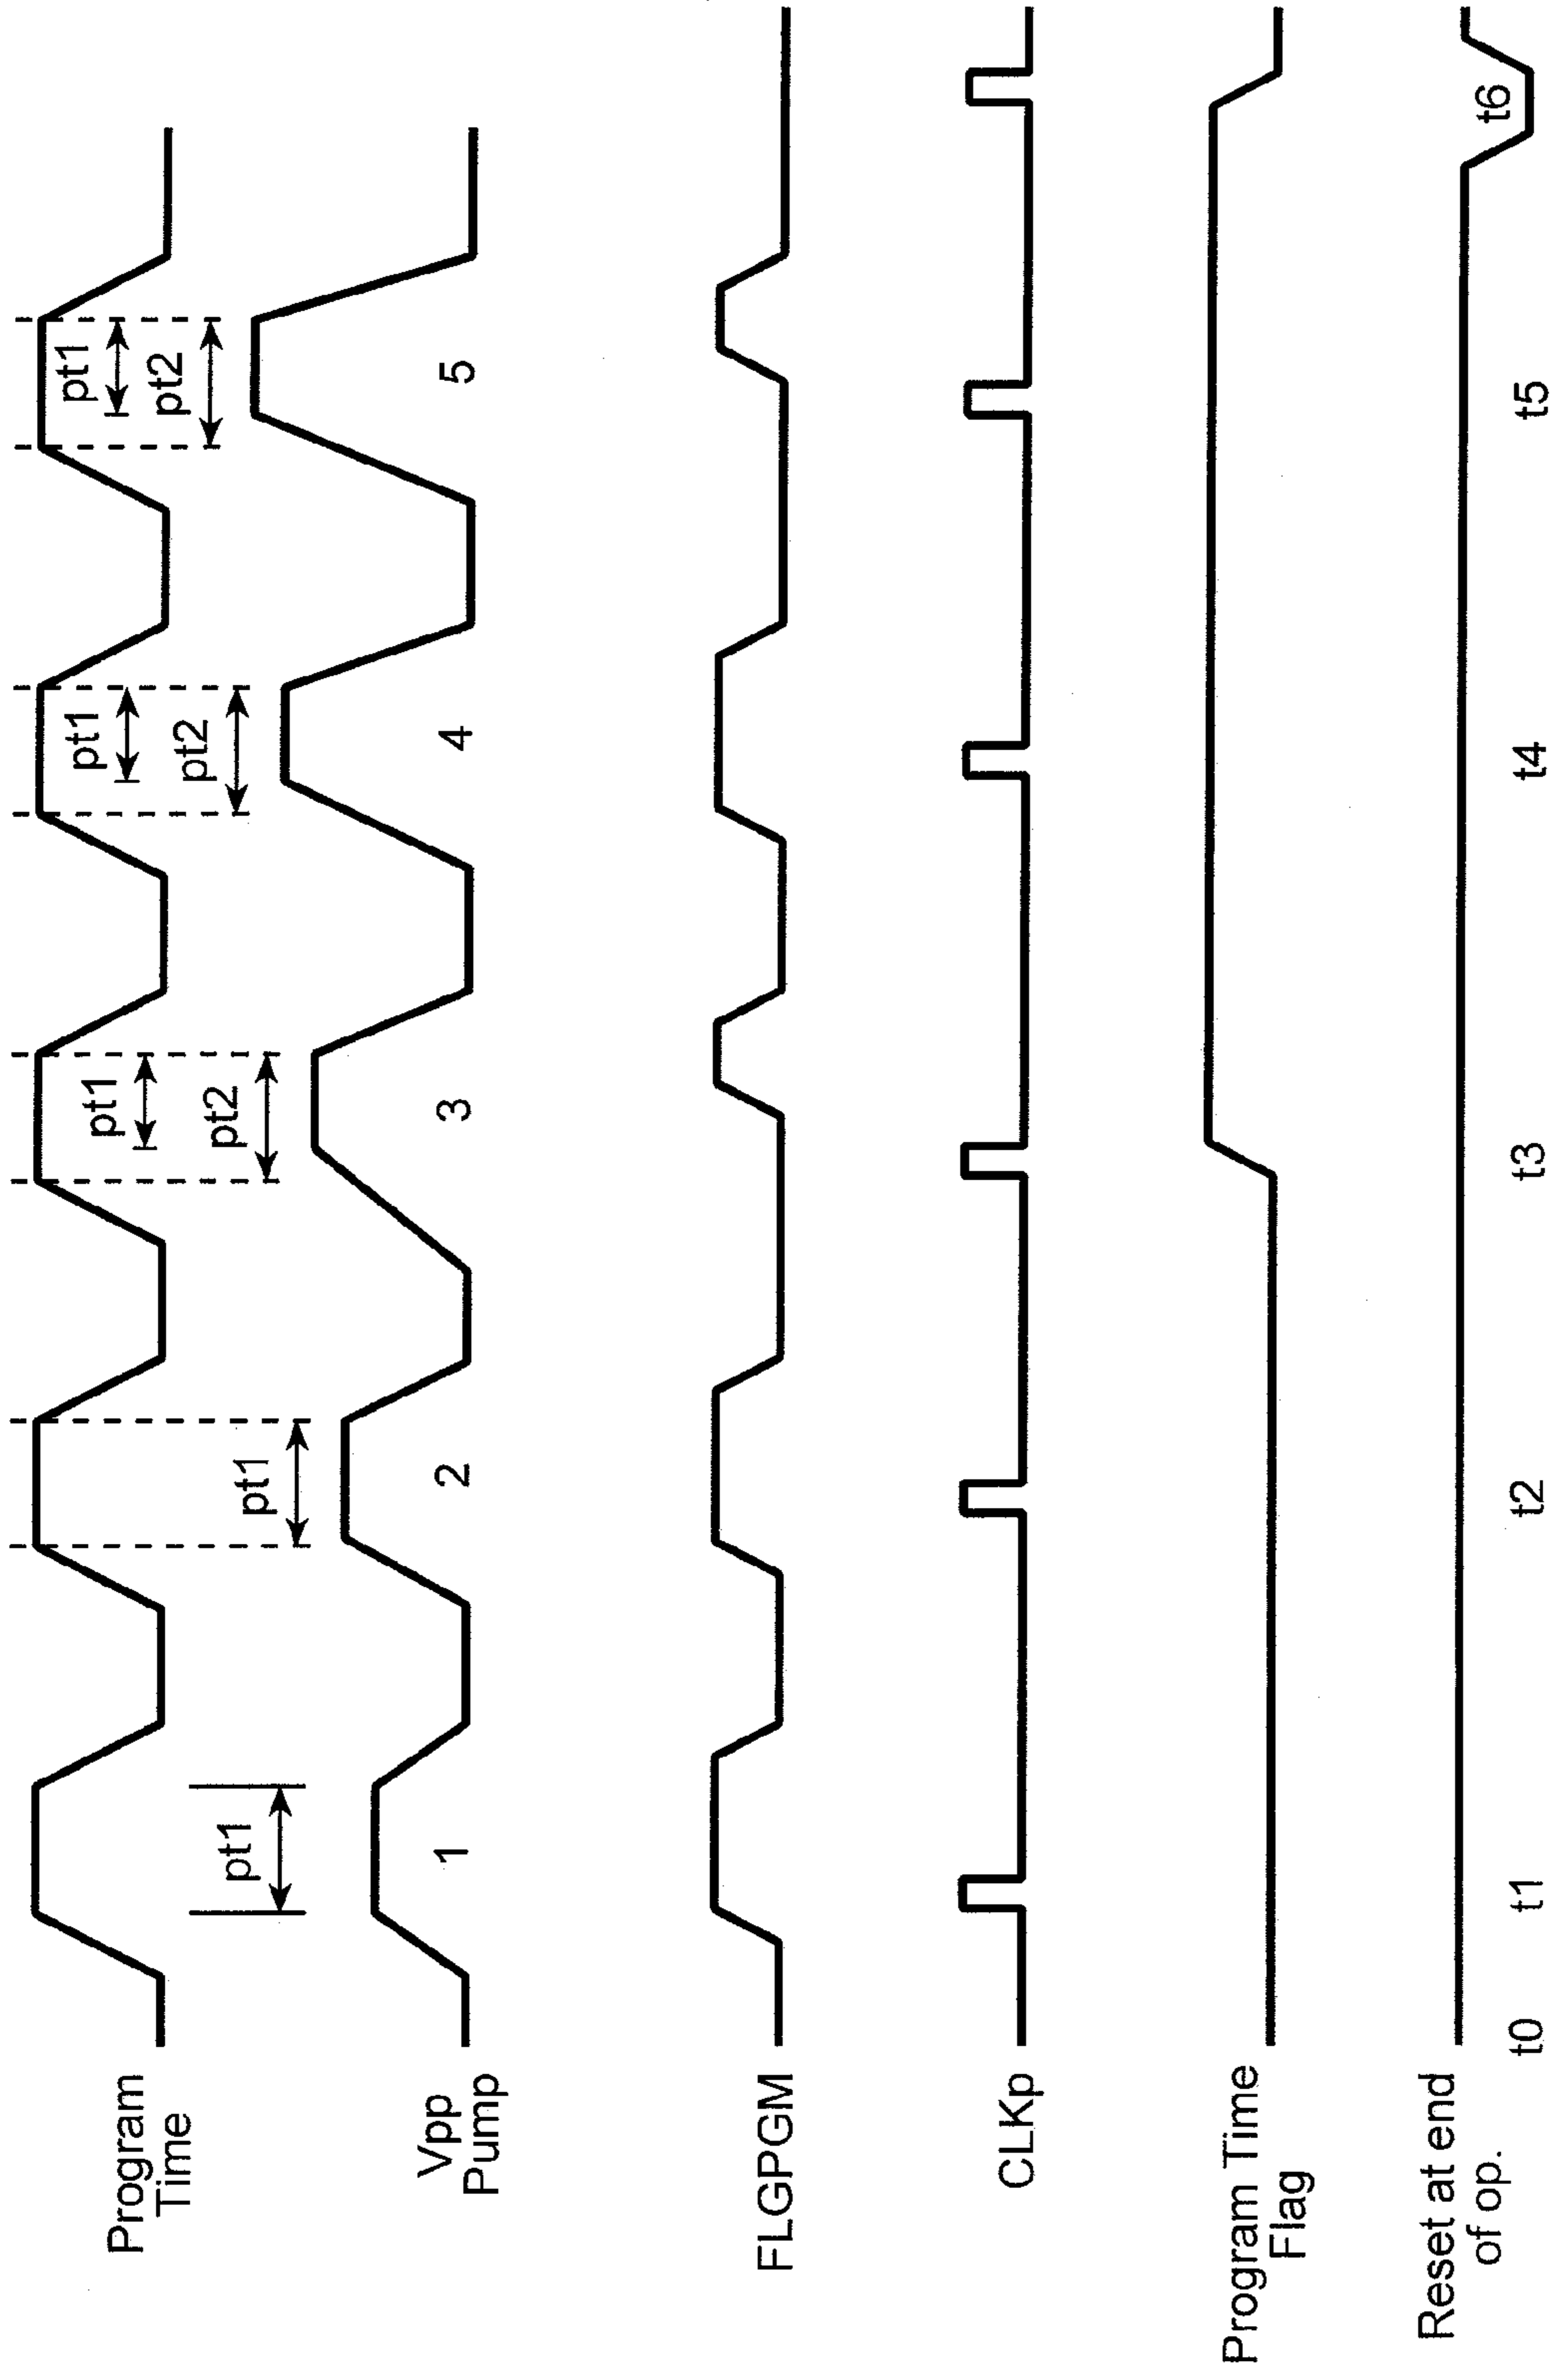 Program
Time
pt1
pt1
pt1
pt2
pt1
pt2
pt1
pt2
Vpp
Pump
1
2
3
4
5
FLGPGM
CLKp
Program Time
Flag
Reset at end
of op.
t0
t1
t2
t3
t4
t5
t6